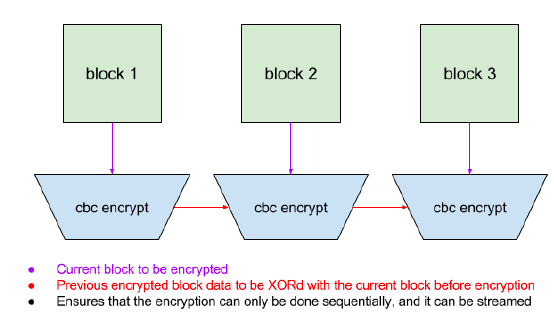 block 1
block 2
block 3
cbc encrypt
cbc encrypt
cbc encrypt
● Current block to be encrypted
● Previous encrypted block data to be XORd with the current block before encryption
● Ensures that the encryption can only be done sequentially, and it can be streamed